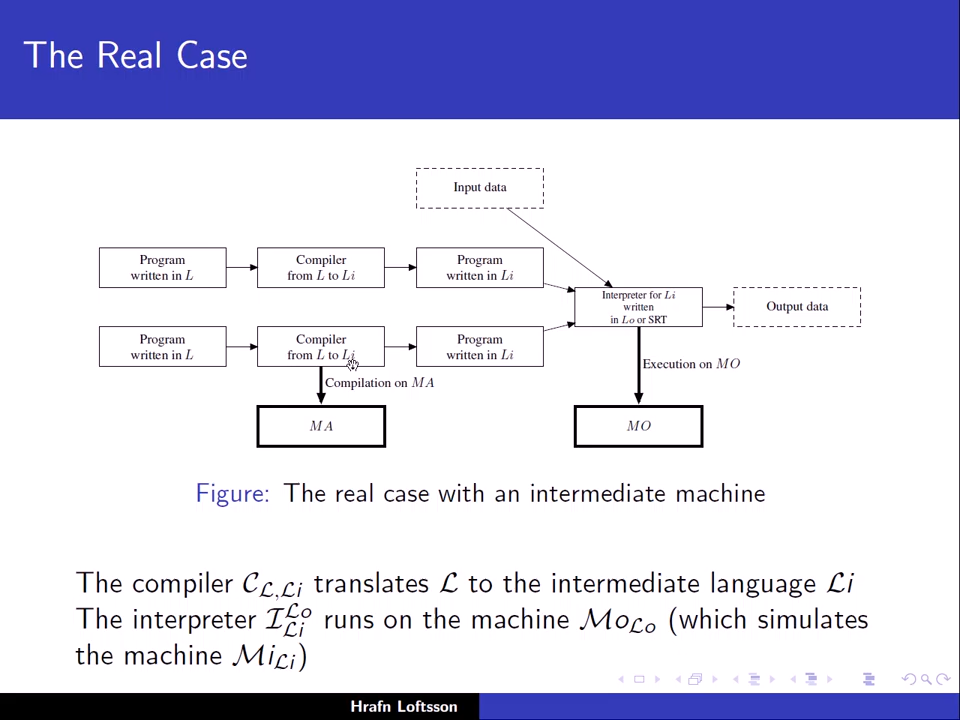 The Real Case
Input data
Program
written in L
Compiler
from L to Li
Program
written in Li
Interpreter for Li
written
in Lo or SRT
Output data
Program
written in L
Compiler
from L to Li
Program
written in Li
Compilation on MA
Execution on MO
MA
MO
Figure: The real case with an intermediate machine
The compiler C_{L,Li} translates L to the intermediate language Li
The interpreter I^{Lo}_{Li} runs on the machine Mo_{Lo} (which simulates
the machine Mi_{Li})
Hrafn Loftsson